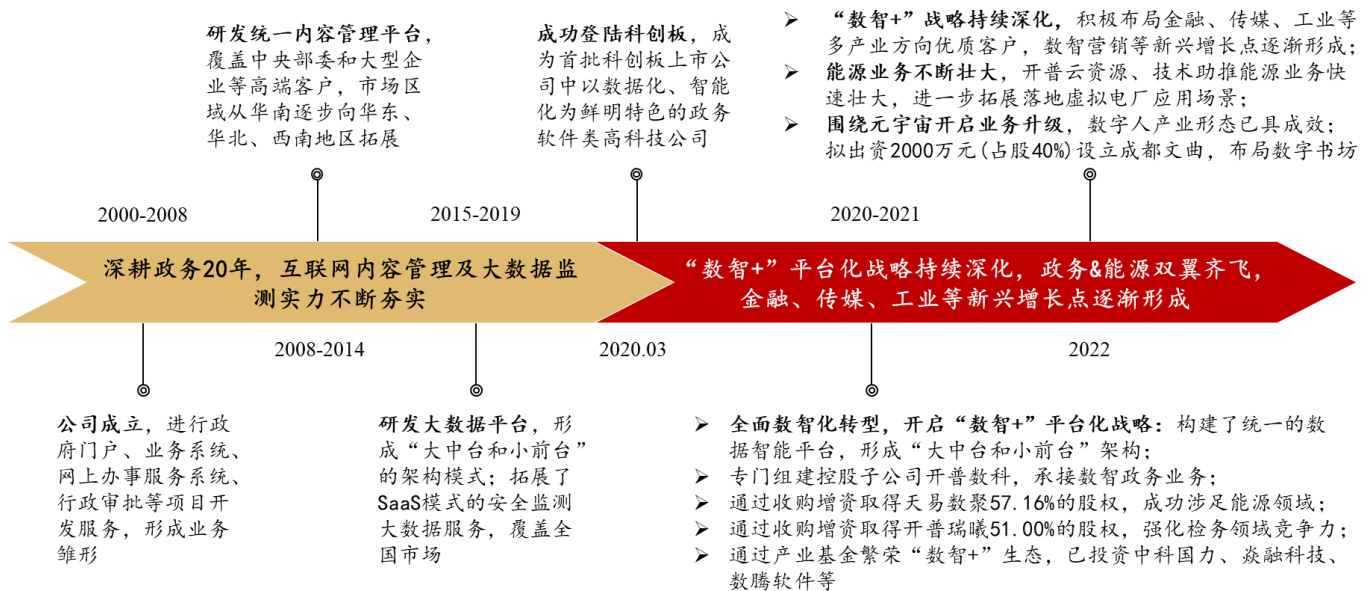 研发统一内容管理平台，
覆盖中央部委和大型企
业等高端客户，市场区
域从华南逐步向华东、
华北、西南地区拓展
成功登陆科创板，成
为首批科创板上市公
司中以数据化、智能
化为鲜明特色的政务
软件类高科技公司
➢ “数智+”战略持续深化，积极布局金融、传媒、工业等
多产业方向优质客户，数智营销等新兴增长点逐渐形成；
➢ 能源业务不断壮大，开普云资源、技术助推能源业务快
速壮大，进一步拓展落地虚拟电厂应用场景；
➢ 围绕元宇宙开启业务升级，数字人产业形态已具成效；
拟出资2000万元(占股40%)设立成都文曲，布局数字书坊
2000-2008
2015-2019
2020-2021
深耕政务20年，互联网内容管理及大数据监
测实力不断夯实
“数智+”平台化战略持续深化，政务&能源双翼齐飞，
金融、传媒、工业等新兴增长点逐渐形成
2008-2014
2020.03
2022
公司成立，进行政
府门户、业务系统、
网上办事服务系统、
行政审批等项目开
发服务，形成业务
雏形
研发大数据平台，形
成“大中台和小前台”
的架构模式；拓展了
SaaS模式的安全监测
大数据服务，覆盖全
国市场
➢ 全面数智化转型，开启“数智+”平台化战略：构建了统一的数
据智能平台，形成“大中台和小前台”架构；
➢ 专门组建控股子公司开普数科，承接数智政务业务；
➢ 通过收购增资取得天易数聚57.16%的股权，成功涉足能源领域；
➢ 通过收购增资取得开普瑞曦51.00%的股权，强化检务领域竞争力；
➢ 通过产业基金繁荣“数智+”生态，已投资中科国力、焱融科技、
数腾软件等